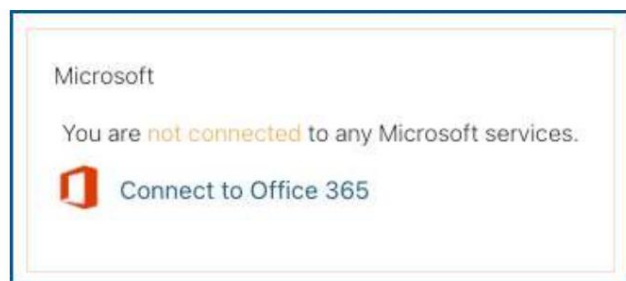 Microsoft
You are not connected to any Microsoft services.
Connect to Office 365